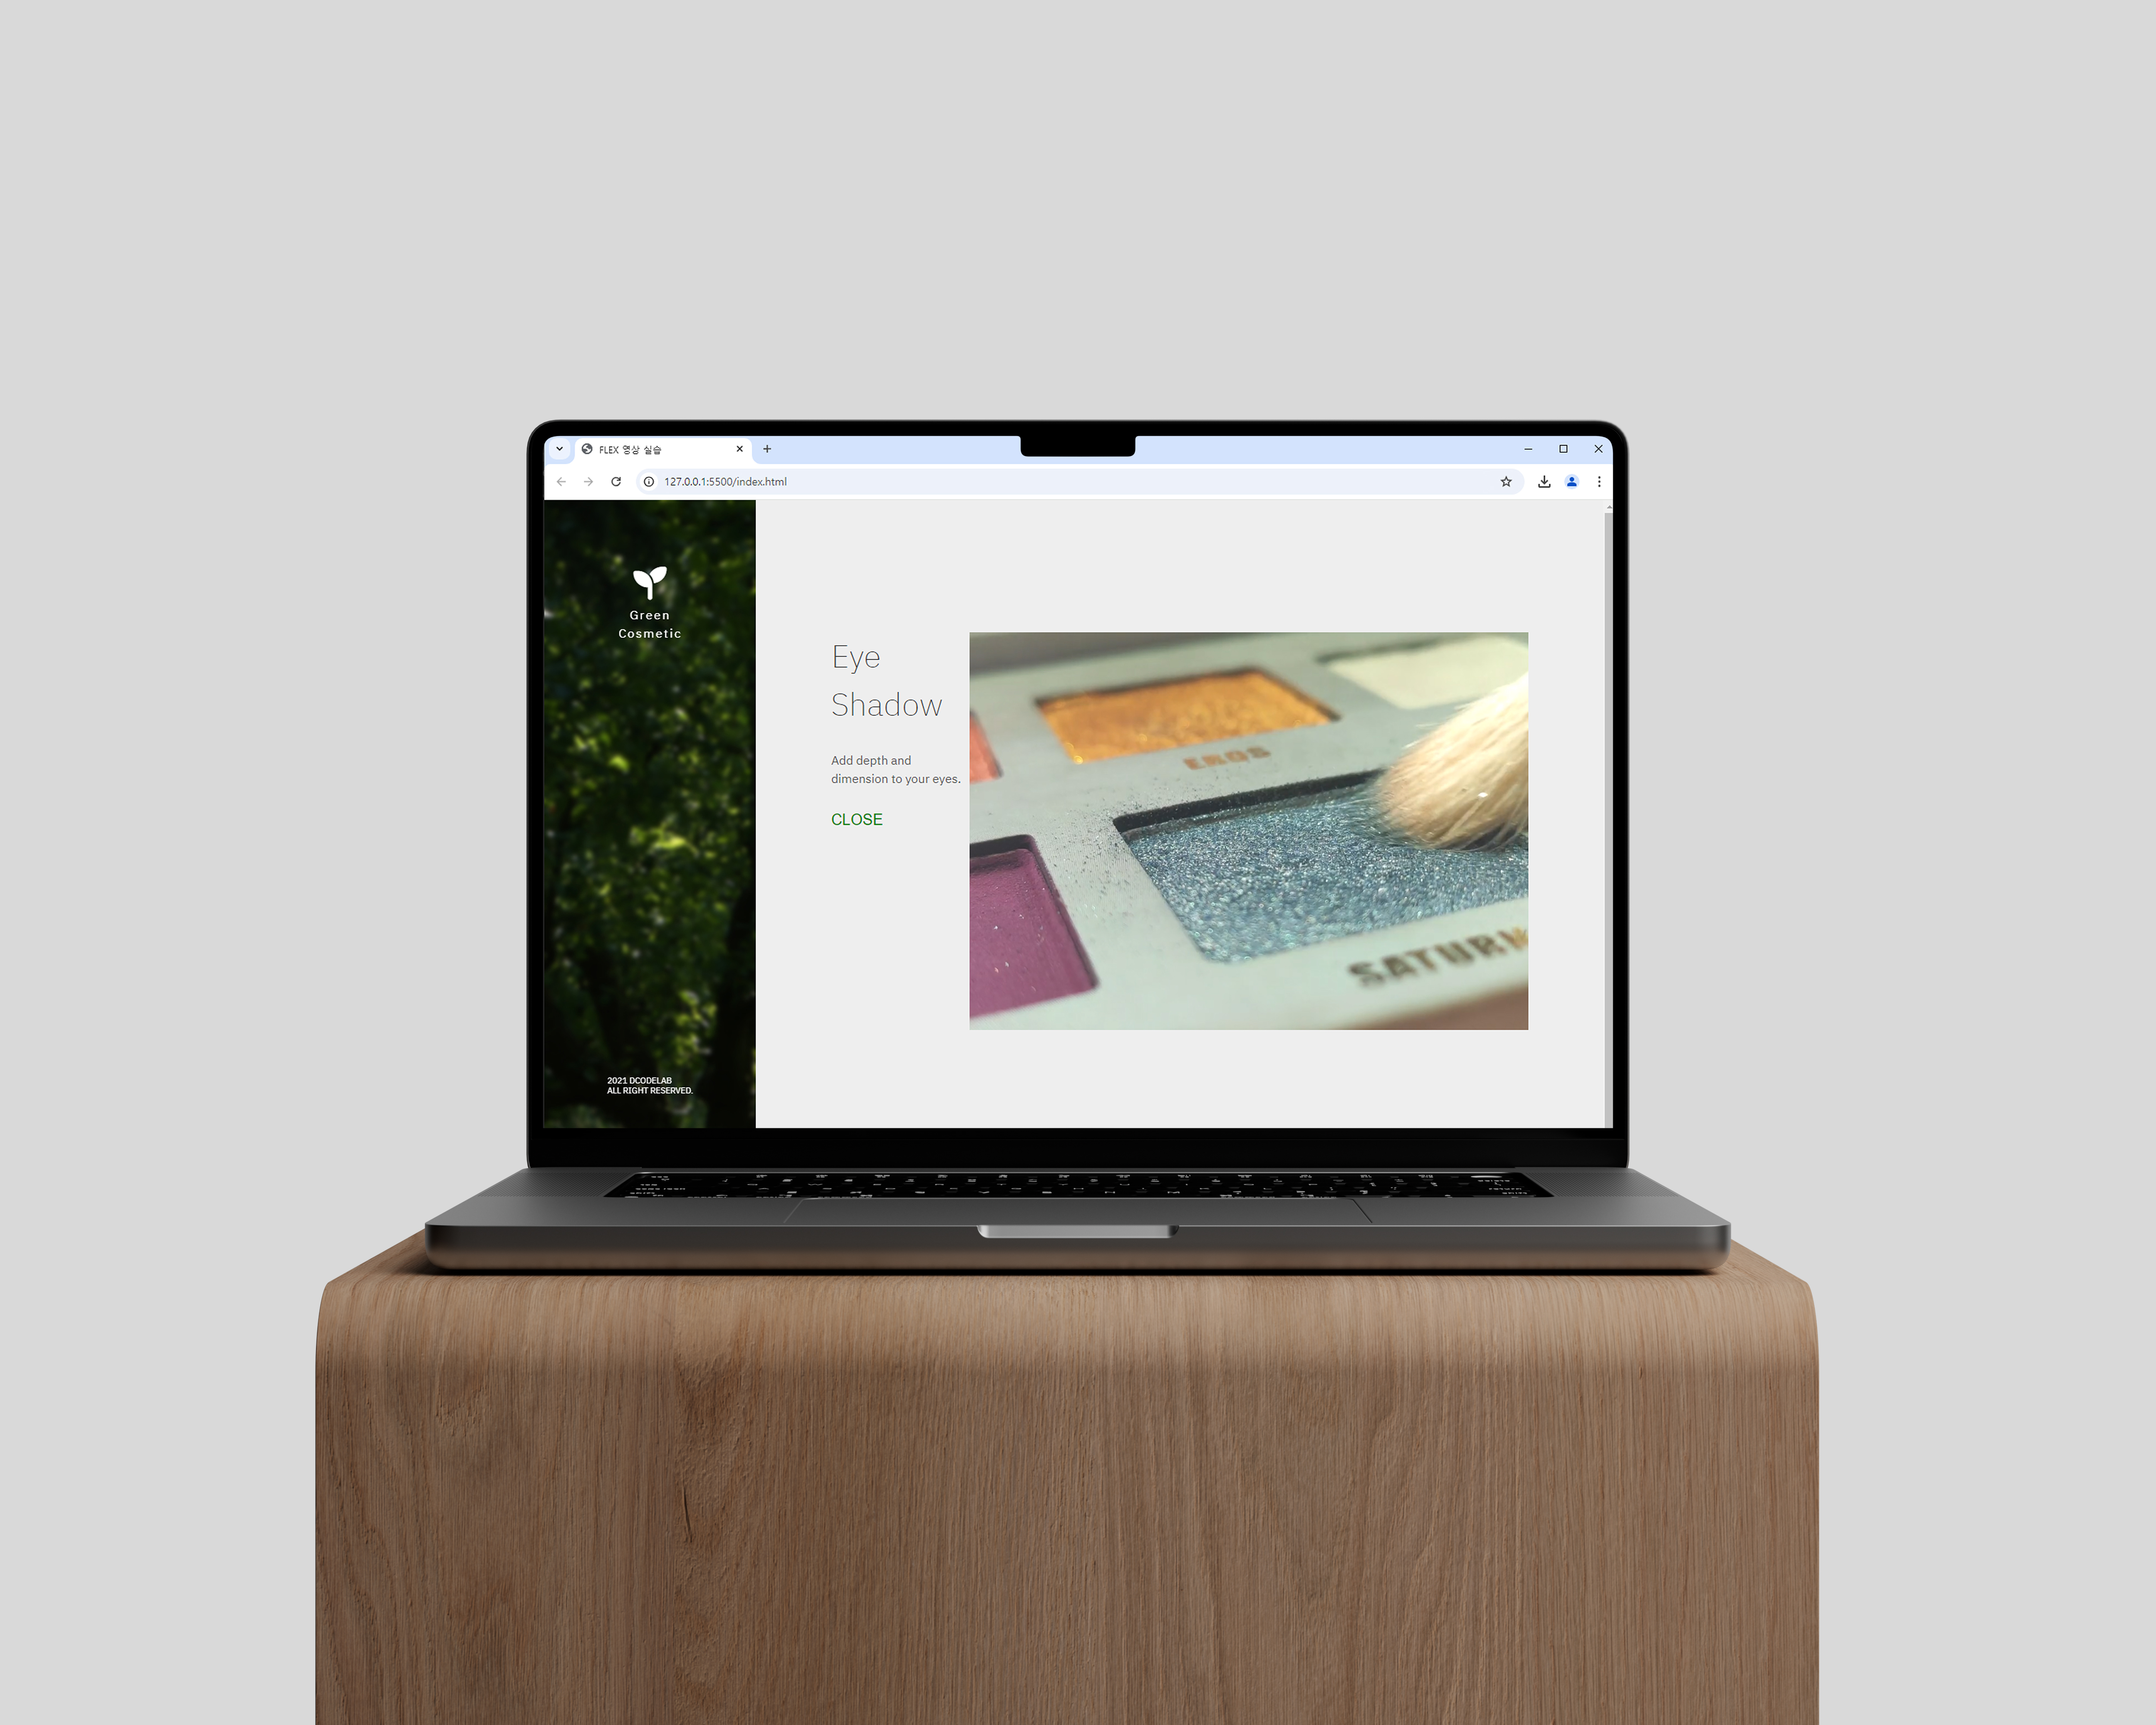 FLEX 영상 실습
127.0.0.1:5500/index.html
Green
Cosmetic
Eye
Shadow
Add depth and
dimension to your eyes.
CLOSE
EROS
SATURN
2021 DCODELAB
ALL RIGHT RESERVED.